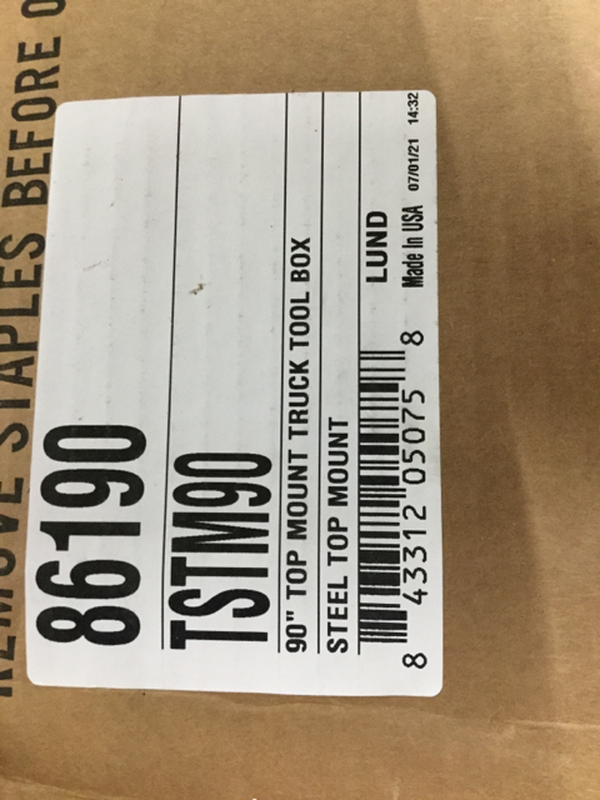 REMOVE STAPLES BEFORE O
86190
TSTM90
90" TOP MOUNT TRUCK TOOL BOX
STEEL TOP MOUNT
LUND
Made In USA 07/01/21 14:32
8 43312 05075 8